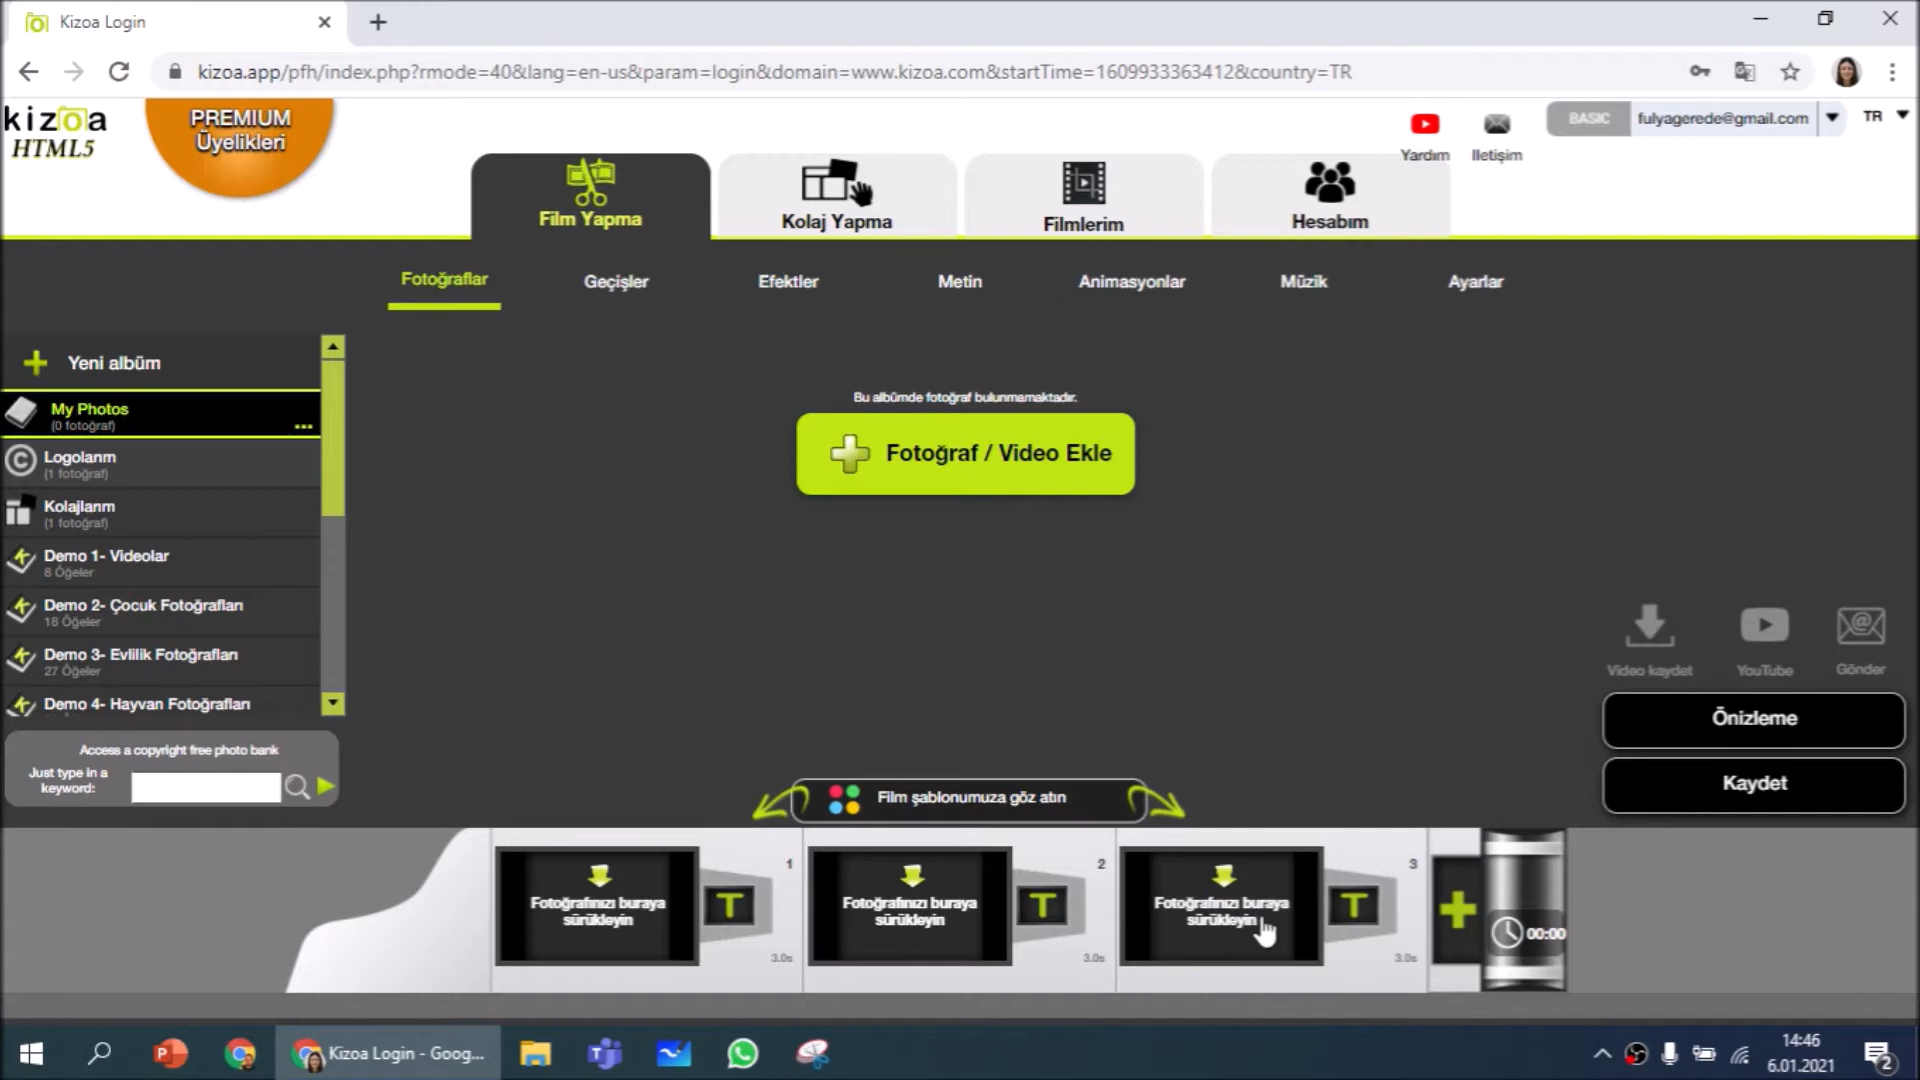 Kizoa Login
kizoa.app/pfh/index.php?rmode=40&lang=en-us&param=login&domain=www.kizoa.com&startTime=1609933363412&country=TR
kizoa
HTML5
PREMIUM
Üyelikleri
Yardım
Iletişim
BASIC
fulyagerede@gmail.com
TR
Film Yapma
Kolaj Yapma
Filmlerim
Hesabım
Fotoğraflar
Geçişler
Efektler
Metin
Animasyonlar
Müzik
Ayarlar
Yeni albüm
My Photos
(0 fotoğraf)
...
Logolarım
(1 fotoğraf)
Kolajlarım
(1 fotoğraf)
Demo 1- Videolar
8 Öğeler
Demo 2- Çocuk Fotoğrafları
18 Öğeler
Demo 3- Evlilik Fotoğrafları
27 Öğeler
Demo 4- Hayvan Fotoğrafları
Access a copyright free photo bank
Just type in a
keyword:
Bu albümde fotoğraf bulunmamaktadır.
Fotoğraf / Video Ekle
Video kaydet
YouTube
Gönder
Önizleme
Kaydet
Film şablonumuza göz atın
Fotoğrafınızı buraya
sürükleyin
T
1
3.0s
Fotoğrafınızı buraya
sürükleyin
T
2
3.0s
Fotoğrafınızı buraya
sürükleyin
T
3
3.0s
00:00
Kizoa Login - Goog...
14:46
6.01.2021
2